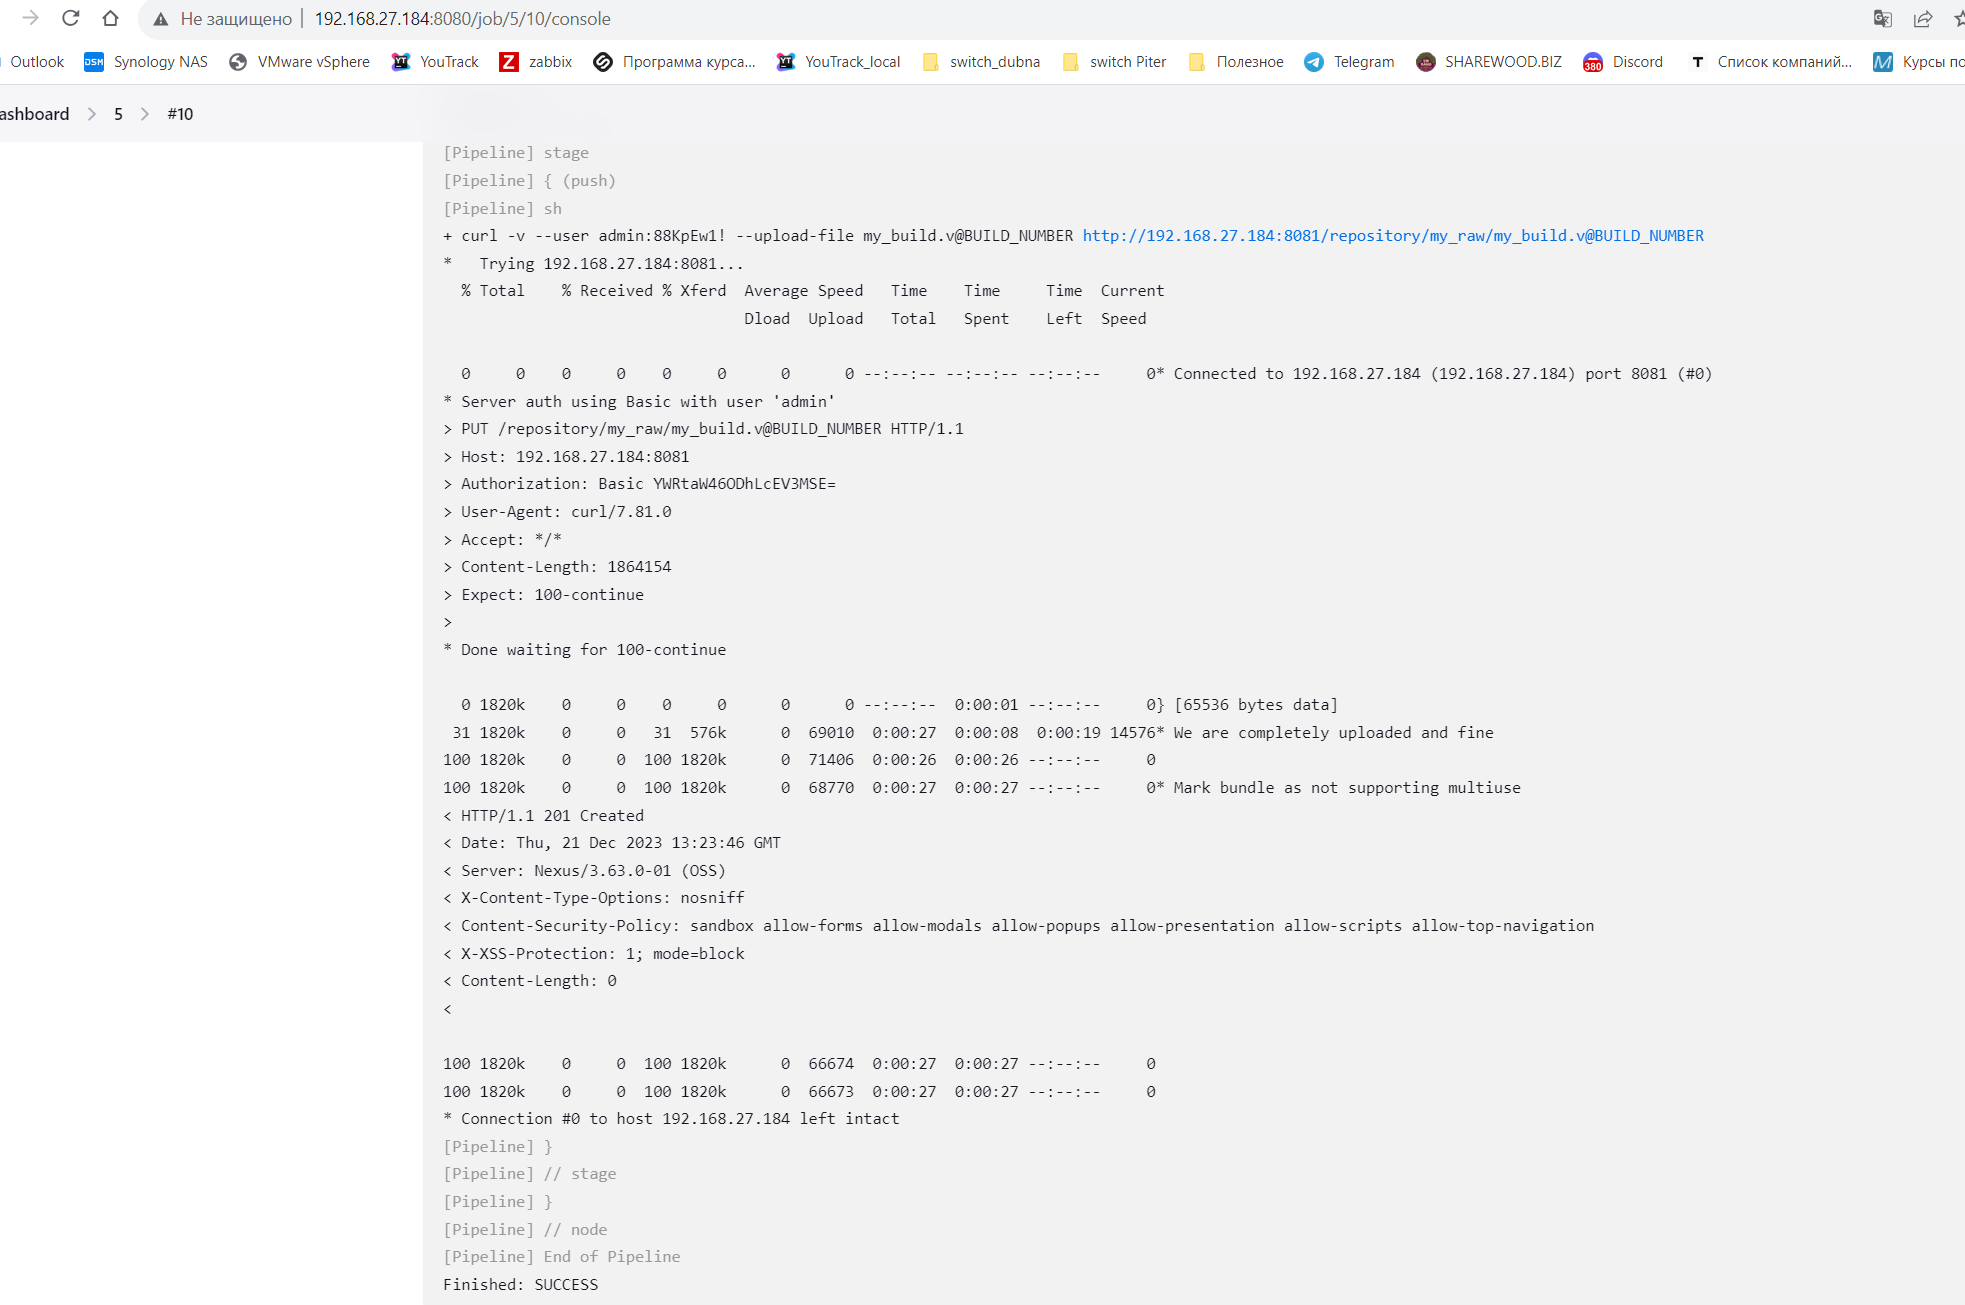 Не защищено | 192.168.27.184:8080/job/5/10/console
Outlook Synology NAS VMware vSphere YouTrack zabbix Программа курса... YouTrack_local switch_dubna switch Piter Полезное Telegram SHAREWOOD.BIZ Discord Список компаний... Курсы по
ashboard > 5 > #10
[Pipeline] stage
[Pipeline] { (push)
[Pipeline] sh
+ curl -v --user admin:88KpEw1! --upload-file my_build.v@BUILD_NUMBER http://192.168.27.184:8081/repository/my_raw/my_build.v@BUILD_NUMBER
*   Trying 192.168.27.184:8081...
  % Total    % Received % Xferd  Average Speed   Time    Time     Time  Current
                                 Dload  Upload   Total   Spent    Left  Speed
  0     0    0     0    0     0      0      0 --:--:-- --:--:-- --:--:--     0* Connected to 192.168.27.184 (192.168.27.184) port 8081 (#0)
* Server auth using Basic with user 'admin'
> PUT /repository/my_raw/my_build.v@BUILD_NUMBER HTTP/1.1
> Host: 192.168.27.184:8081
> Authorization: Basic YWRtaW46ODhLcEV3MSE=
> User-Agent: curl/7.81.0
> Accept: */*
> Content-Length: 1864154
> Expect: 100-continue
>
* Done waiting for 100-continue
  0 1820k    0     0    0     0      0      0 --:--:--  0:00:01 --:--:--     0} [65536 bytes data]
 31 1820k    0     0   31  576k      0  69010  0:00:27  0:00:08  0:00:19 14576* We are completely uploaded and fine
100 1820k    0     0  100 1820k      0  71406  0:00:26  0:00:26 --:--:--     0
100 1820k    0     0  100 1820k      0  68770  0:00:27  0:00:27 --:--:--     0* Mark bundle as not supporting multiuse
< HTTP/1.1 201 Created
< Date: Thu, 21 Dec 2023 13:23:46 GMT
< Server: Nexus/3.63.0-01 (OSS)
< X-Content-Type-Options: nosniff
< Content-Security-Policy: sandbox allow-forms allow-modals allow-popups allow-presentation allow-scripts allow-top-navigation
< X-XSS-Protection: 1; mode=block
< Content-Length: 0
<
100 1820k    0     0  100 1820k      0  66674  0:00:27  0:00:27 --:--:--     0
100 1820k    0     0  100 1820k      0  66673  0:00:27  0:00:27 --:--:--     0
* Connection #0 to host 192.168.27.184 left intact
[Pipeline] }
[Pipeline] // stage
[Pipeline] }
[Pipeline] // node
[Pipeline] End of Pipeline
Finished: SUCCESS